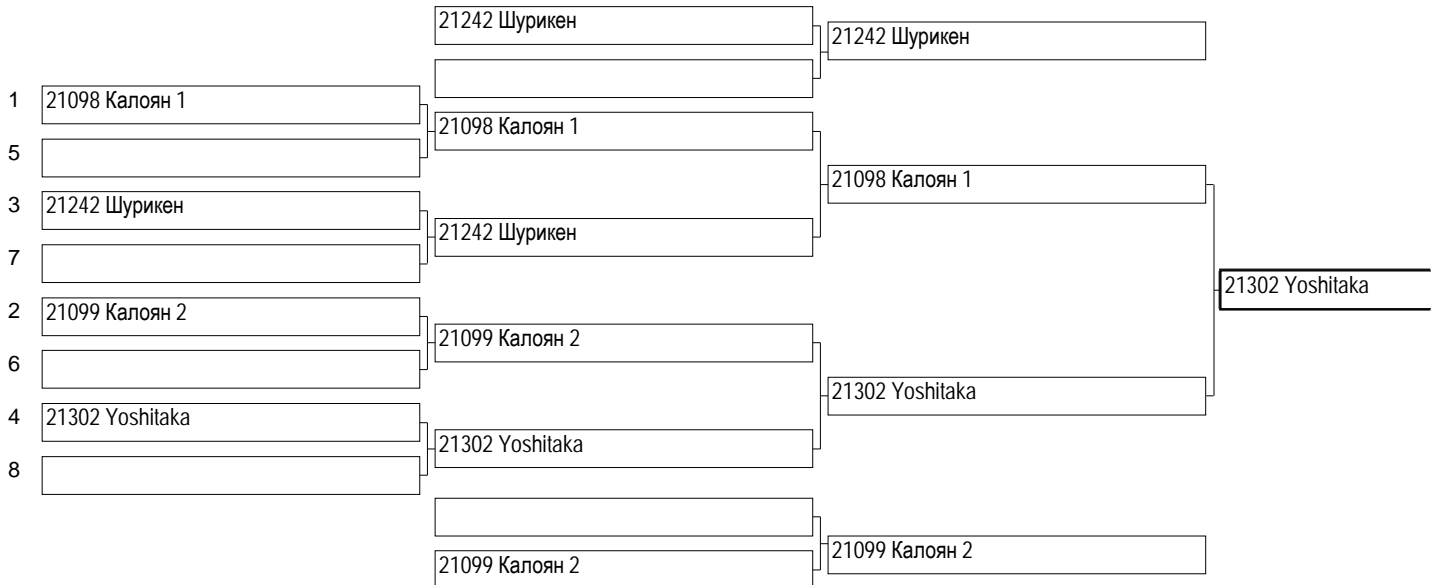 21242 Шурикен
21242 Шурикен
1 21098 Калоян 1
21098 Калоян 1
5
21098 Калоян 1
3 21242 Шурикен
21242 Шурикен
7
21302 Yoshitaka
2 21099 Калоян 2
21099 Калоян 2
6
21302 Yoshitaka
4 21302 Yoshitaka
21302 Yoshitaka
8
21099 Калоян 2
21099 Калоян 2